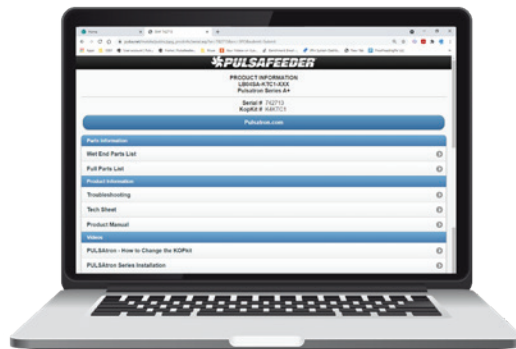 PULSAFEEDER
PRODUCT INFORMATION
LB04SA-KTC1-XXX
Pulsatron Series A+
Serial # 742713
KopKit # K4KTC1
Pulsatron.com
Parts Information
Wet End Parts List
Full Parts List
Product Information
Troubleshooting
Tech Sheet
Product Manual
Videos
PULSAtron - How to Change the KOPkit
PULSAtron Series Installation